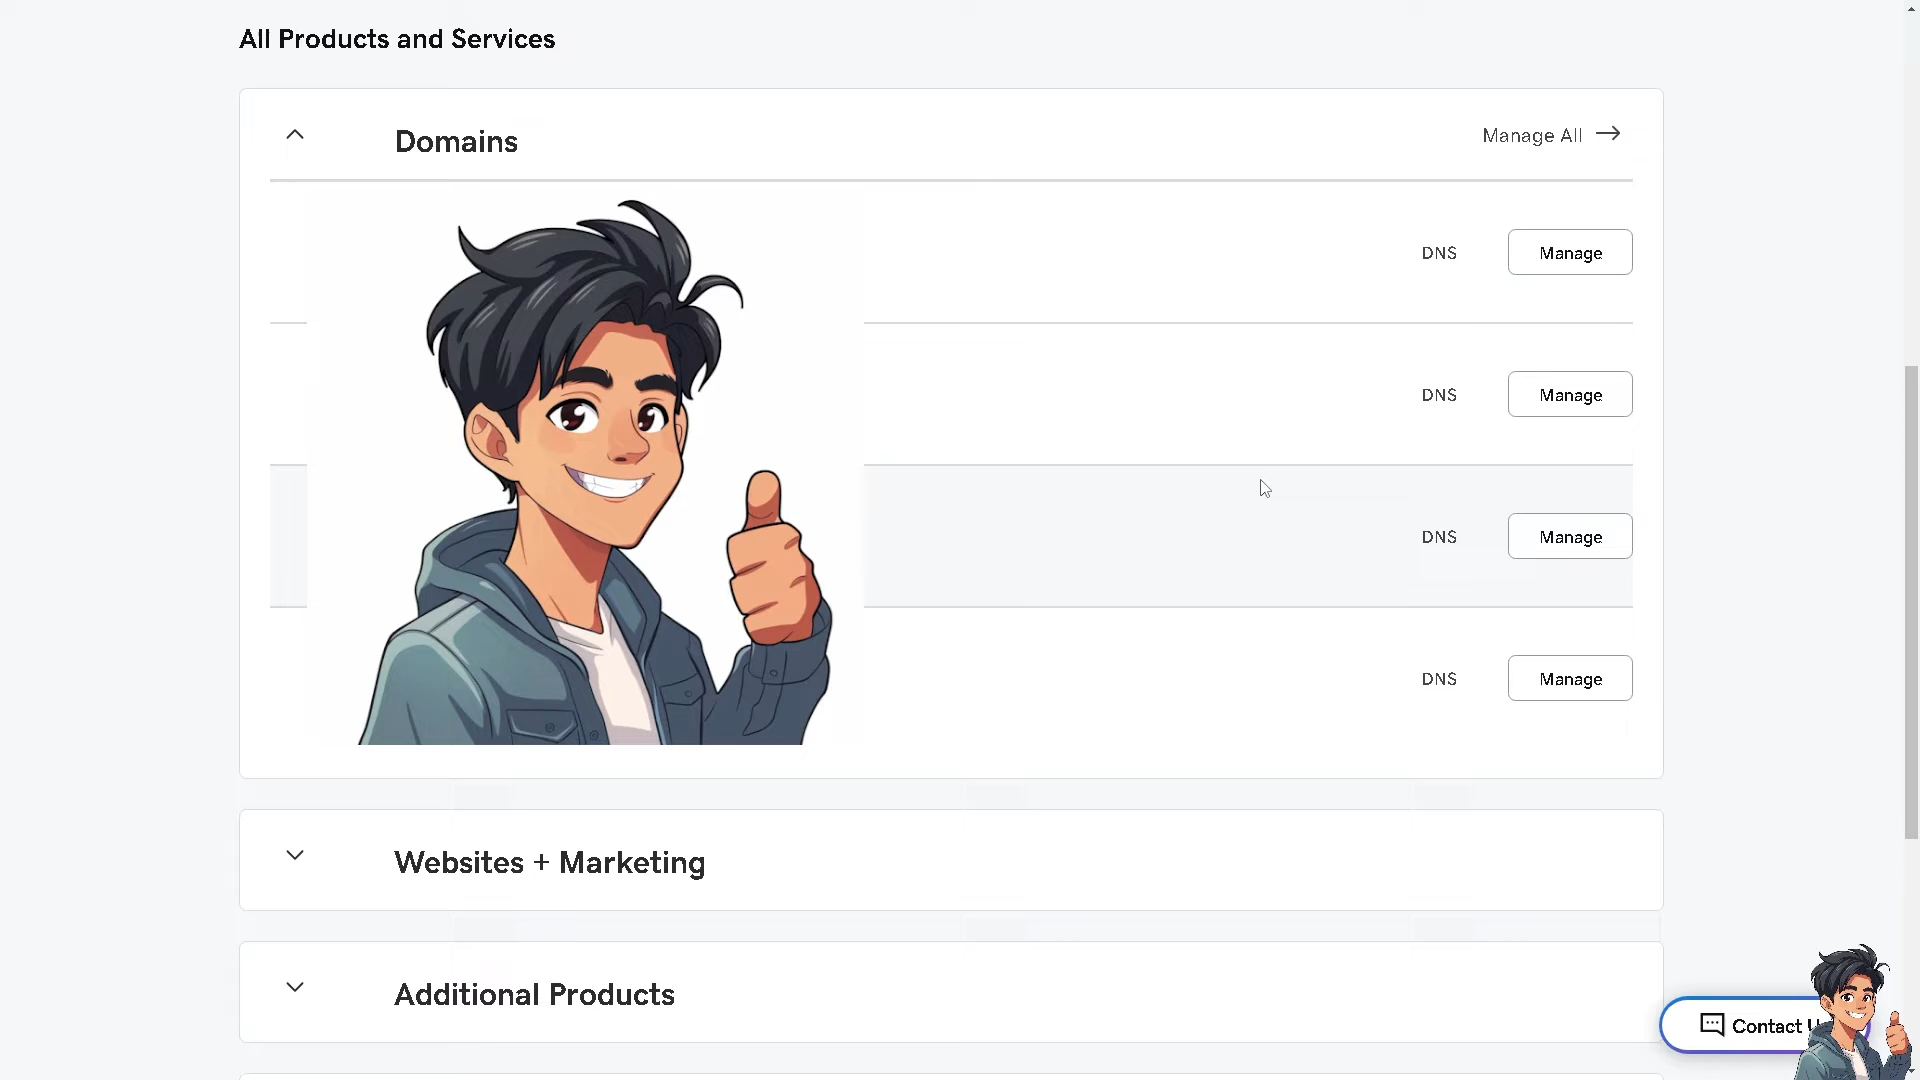 All Products and Services
Domains
Manage All
DNS
Manage
DNS
Manage
DNS
Manage
DNS
Manage
Websites + Marketing
Additional Products
Contact